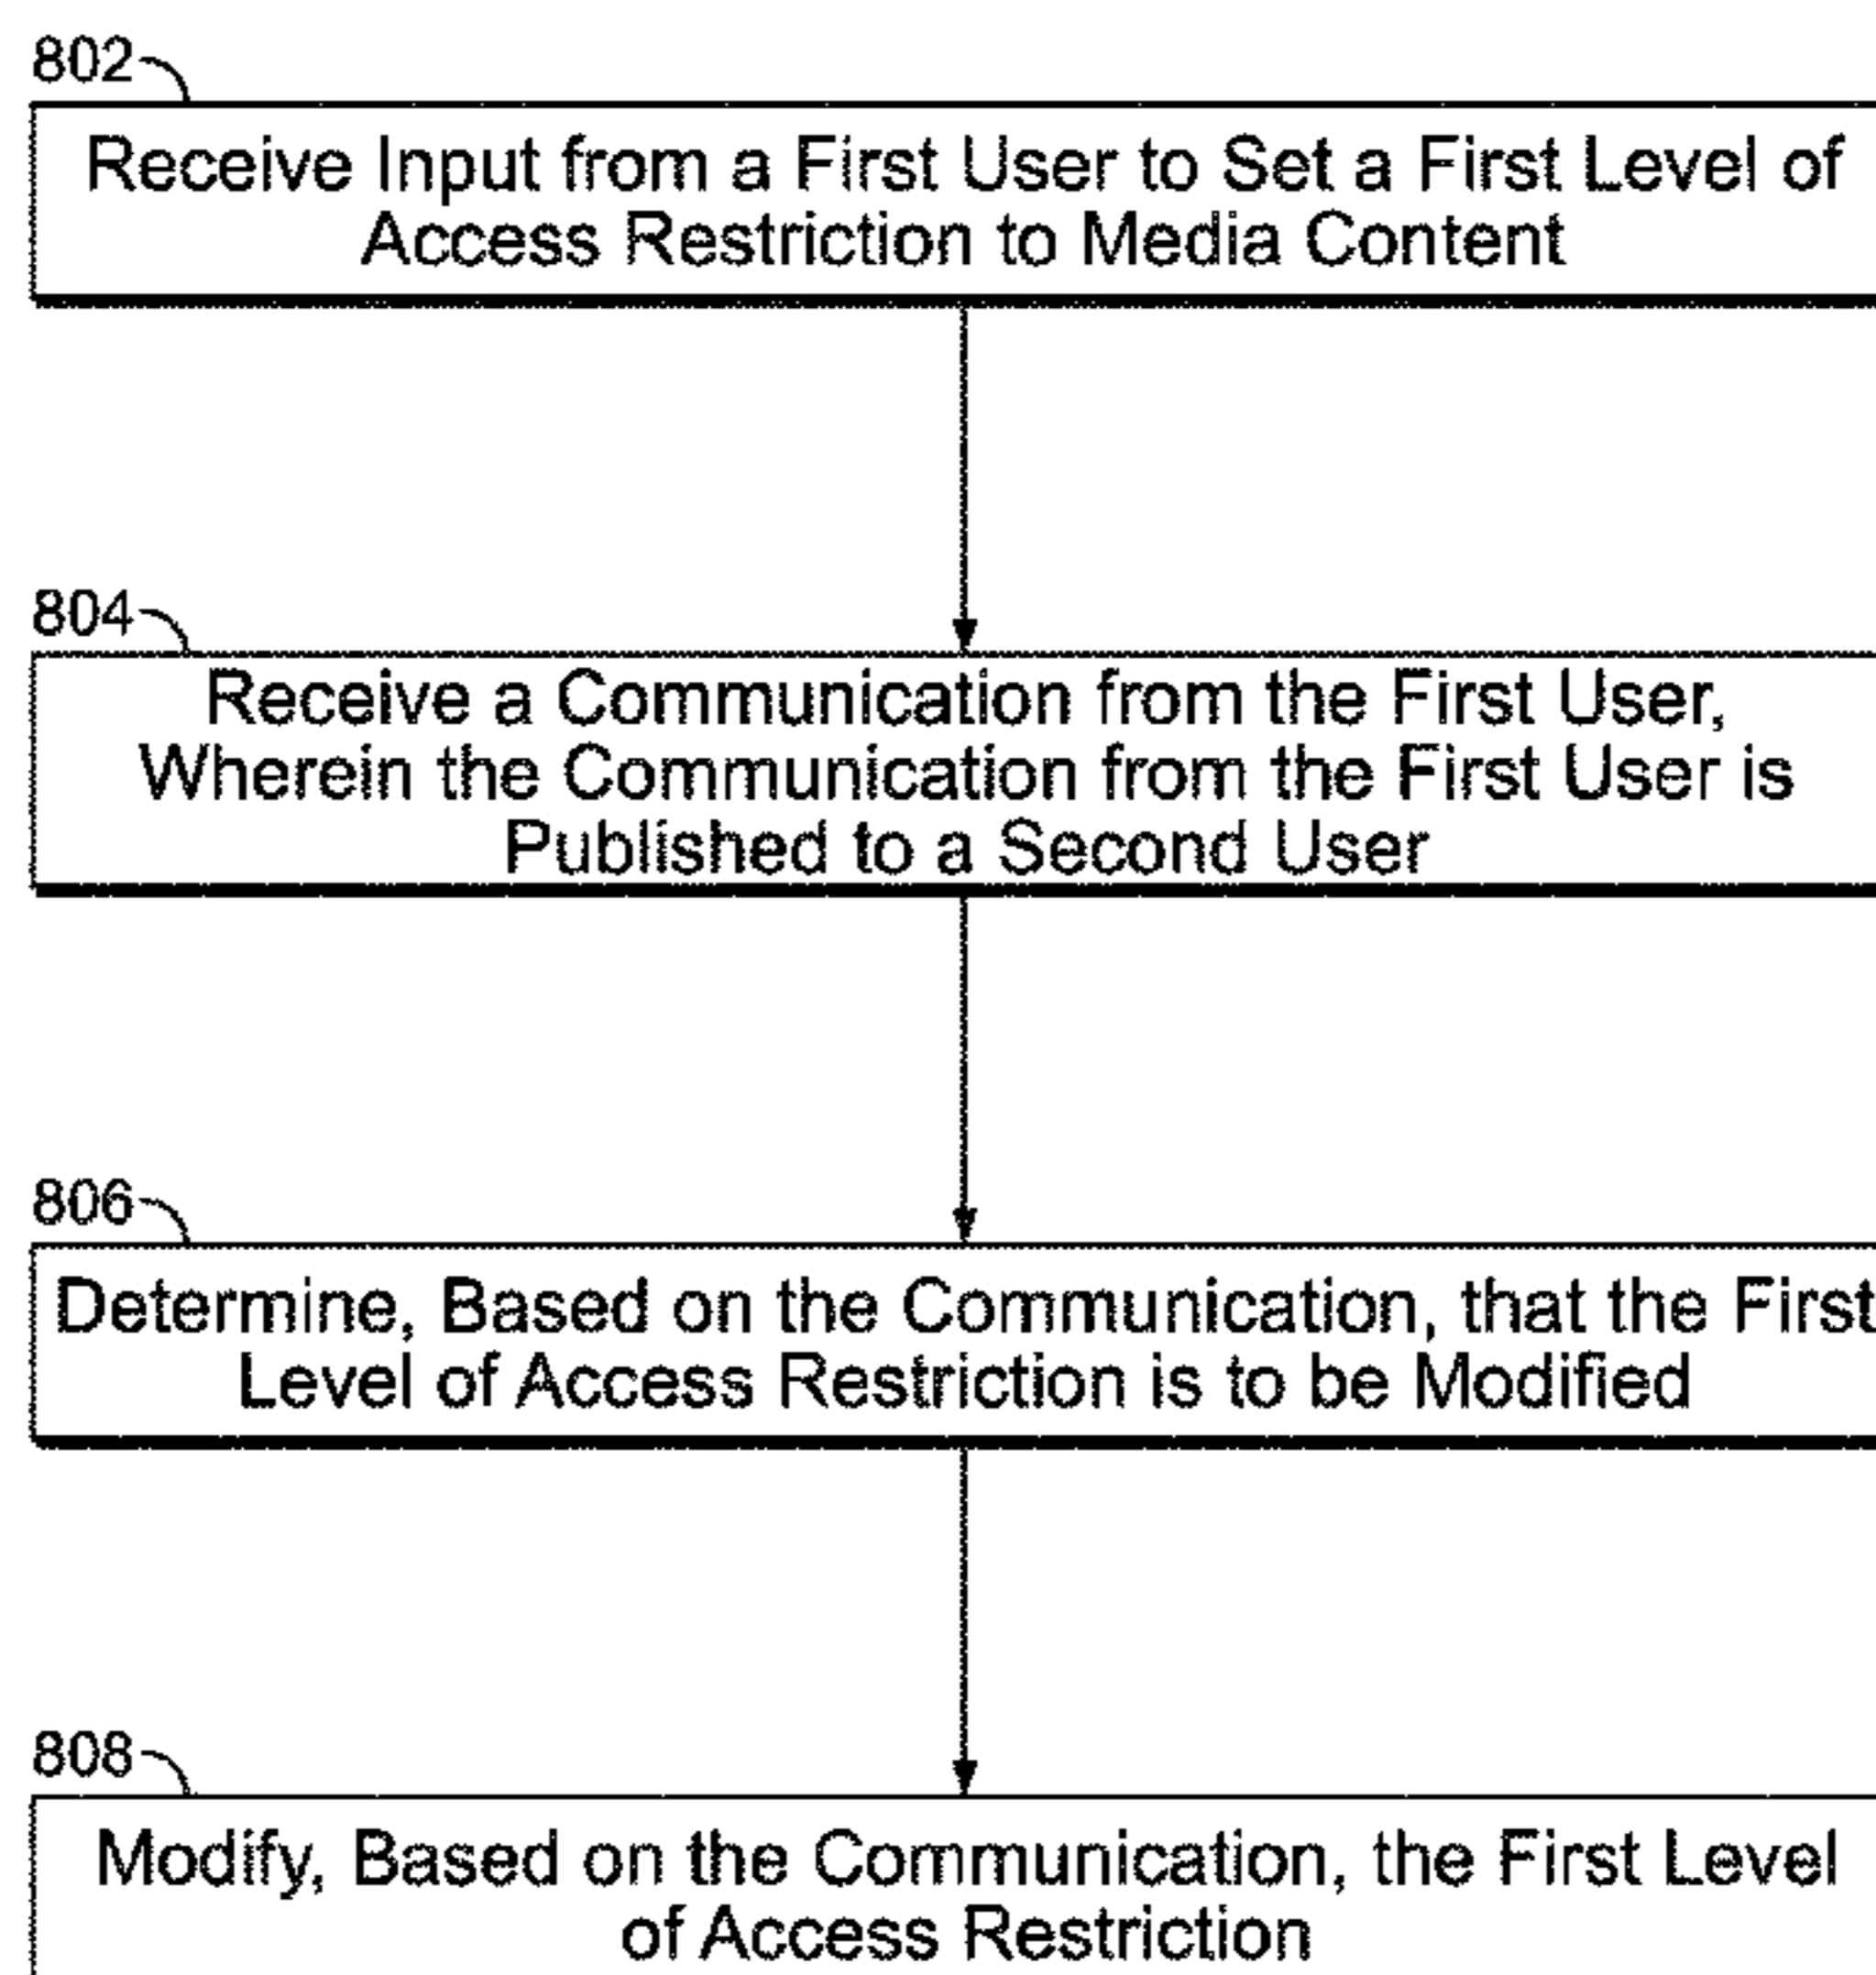 802
Receive Input from a First User to Set a First Level of
Access Restriction to Media Content
804
Receive a Communication from the First User,
Wherein the Communication from the First User is
Published to a Second User
806
Determine, Based on the Communication, that the First
Level of Access Restriction is to be Modified
808
Modify, Based on the Communication, the First Level
of Access Restriction